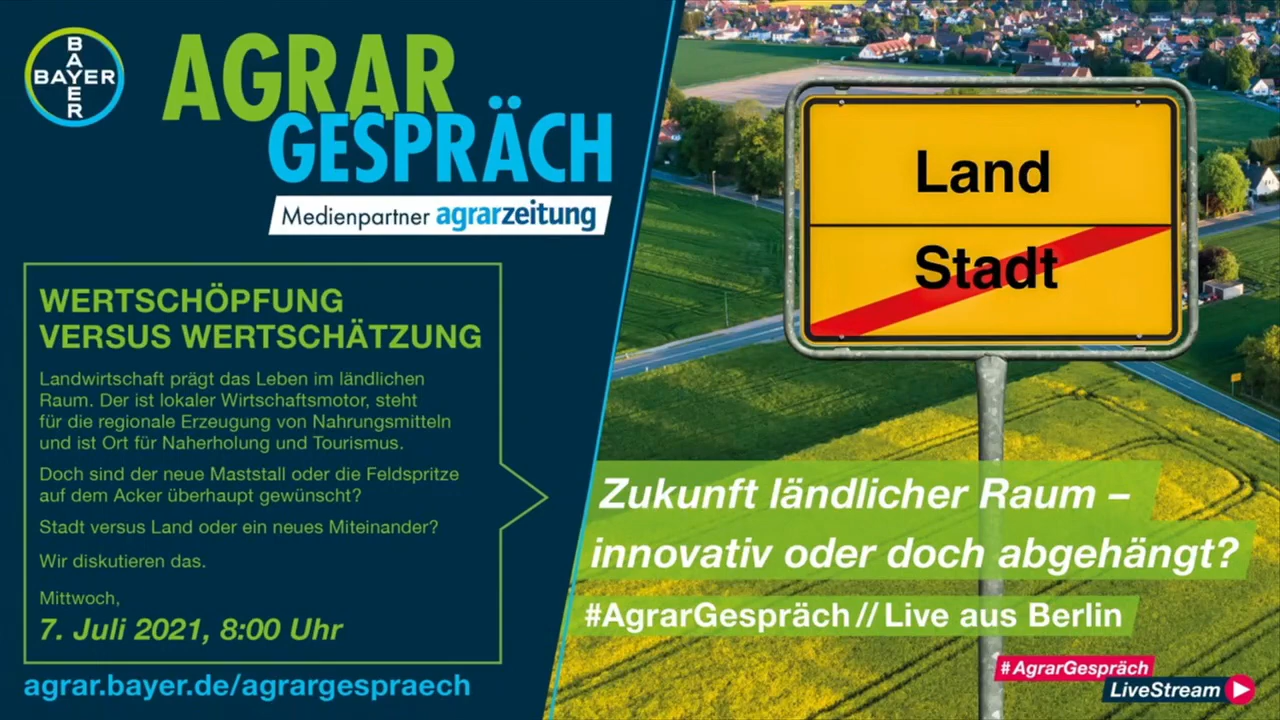 BAYER
BAYER
AGRAR
GESPRÄCH
Medienpartner agrarzeitung
WERTSCHÖPFUNG
VERSUS WERTSCHÄTZUNG
Landwirtschaft prägt das Leben im ländlichen
Raum. Der ist lokaler Wirtschaftsmotor, steht
für die regionale Erzeugung von Nahrungsmitteln
und ist Ort für Naherholung und Tourismus.
Doch sind der neue Maststall oder die Feldspritze
auf dem Acker überhaupt gewünscht?
Stadt versus Land oder ein neues Miteinander?
Wir diskutieren das.
Mittwoch,
7. Juli 2021, 8:00 Uhr
agrar.bayer.de/agrargespraech
Land
Stadt
Zukunft ländlicher Raum –
innovativ oder doch abgehängt?
#AgrarGespräch // Live aus Berlin
#AgrarGespräch
LiveStream